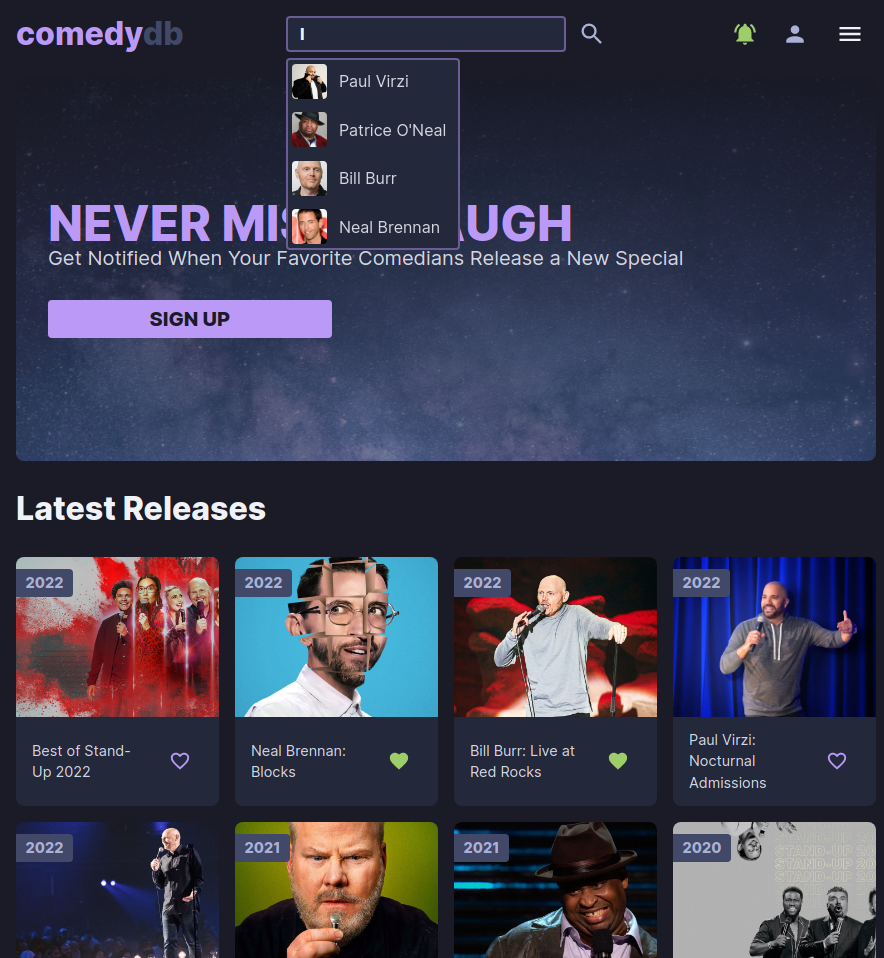 comedydb
l
Paul Virzi
Patrice O'Neal
Bill Burr
Neal Brennan
NEVER MIS AUGH
Get Notified When Your Favorite Comedians Release a New Special
SIGN UP
Latest Releases
2022
2022
2022
2022
Best of Stand-
Up 2022
Neal Brennan:
Blocks
Bill Burr: Live at
Red Rocks
Paul Virzi:
Nocturnal
Admissions
2022
2021
2021
2020
STAND-UP 20
STAND-UP 20
STAND-UP 20